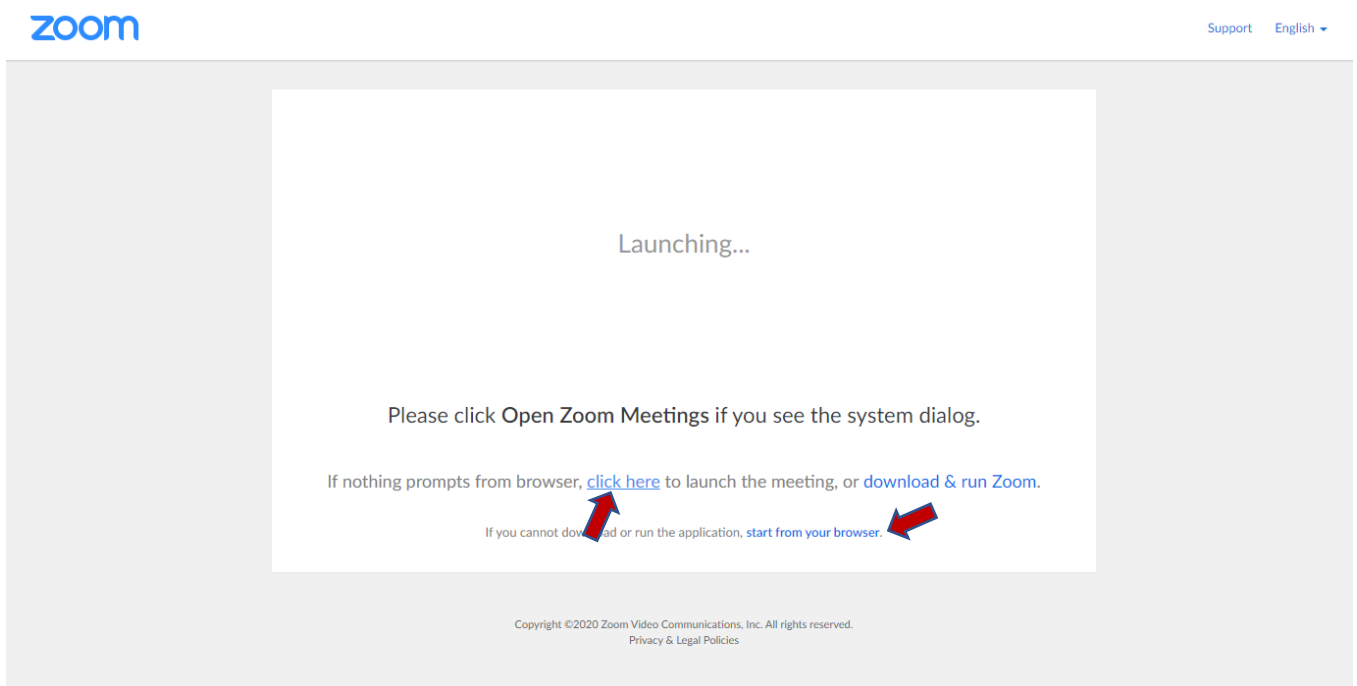 zoom
Support English
Launching...
Please click Open Zoom Meetings if you see the system dialog.
If nothing prompts from browser, click here to launch the meeting, or download & run Zoom.
If you cannot download or run the application, start from your browser.
Copyright ©2020 Zoom Video Communications, Inc. All rights reserved.
Privacy & Legal Policies